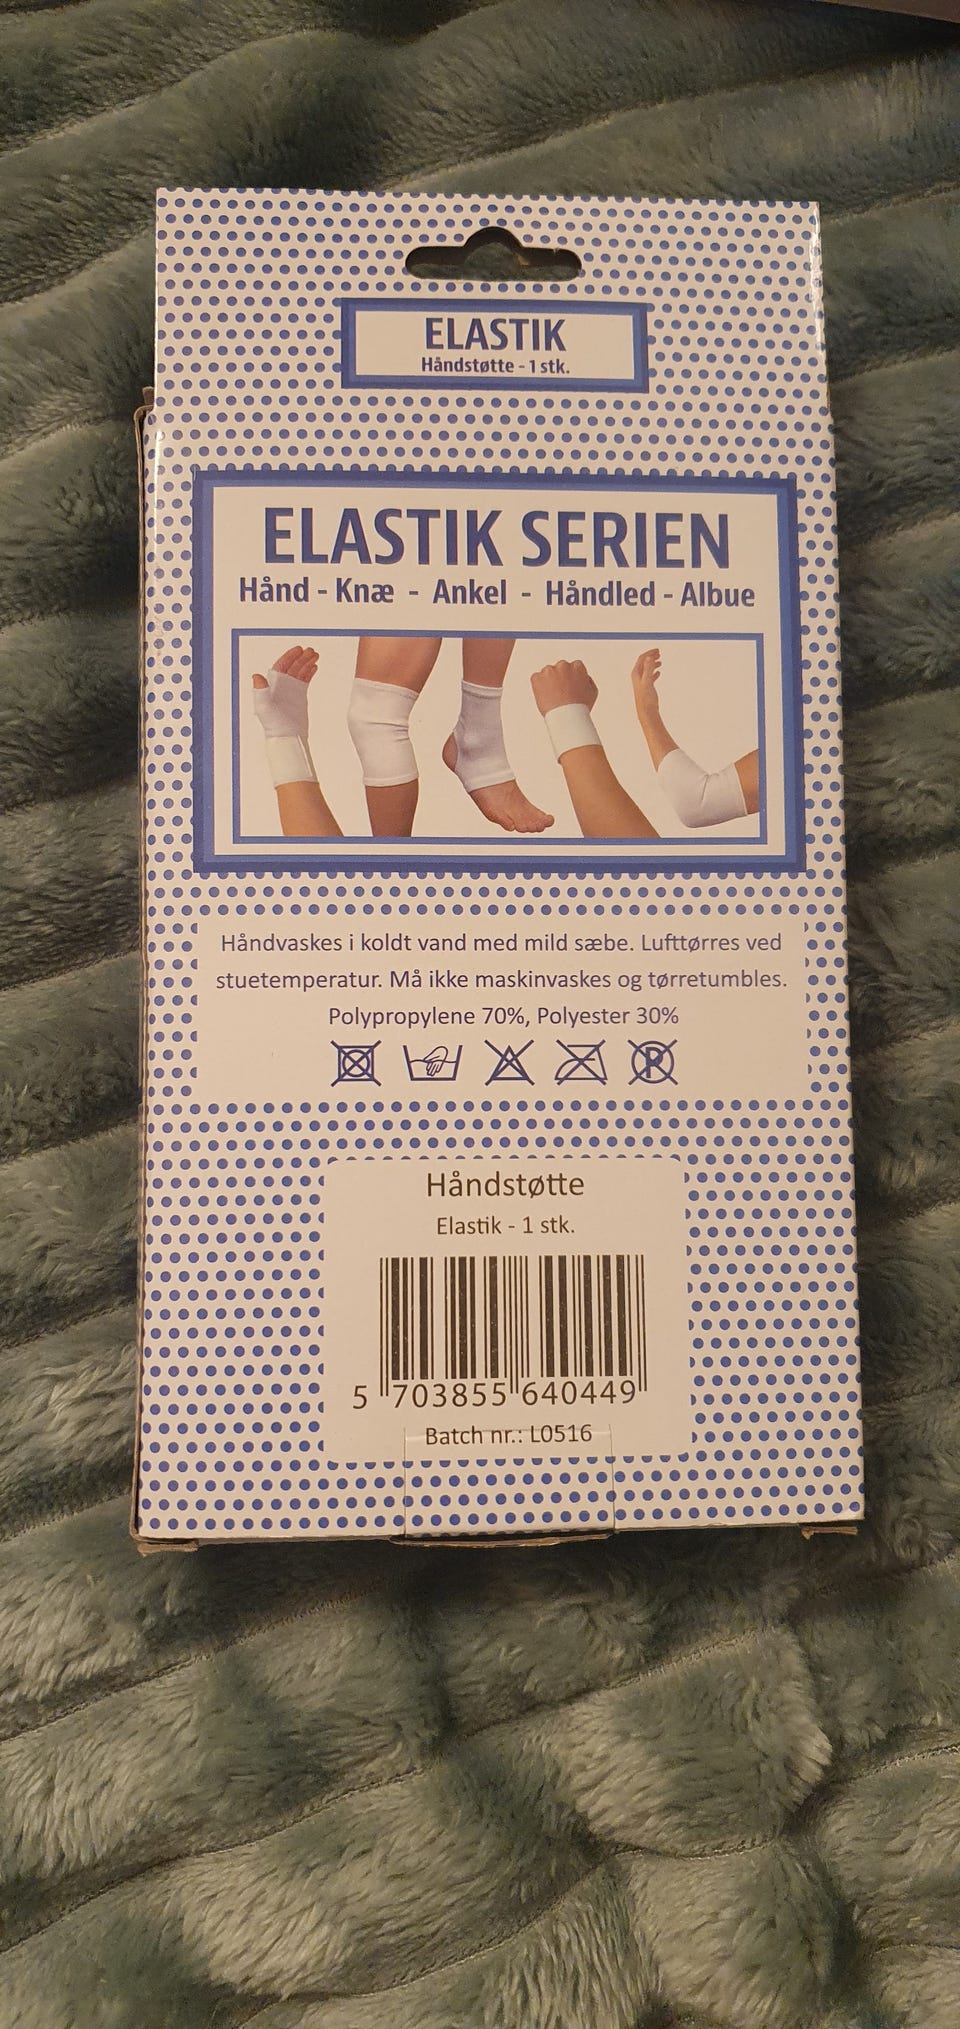 ELASTIK
Håndstøtte - 1 stk.
ELASTIK SERIEN
Hånd - Knæ - Ankel - Håndled - Albue
Håndvaskes i koldt vand med mild sæbe. Lufttørres ved
stuetemperatur. Må ikke maskinvaskes og tørretumbles.
Polypropylene 70%, Polyester 30%
P
Håndstøtte
Elastik - 1 stk.
5 703855 640449
Batch nr.: L0516